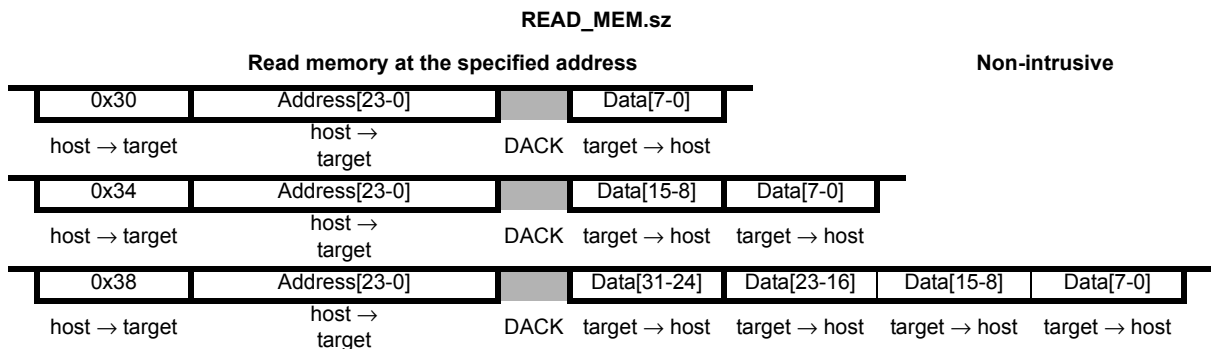 READ_MEM.sz
Read memory at the specified address Non-intrusive
0x30 Address[23-0] Data[7-0]
host → target host → target DACK target → host
0x34 Address[23-0] Data[15-8] Data[7-0]
host → target host → target DACK target → host target → host
0x38 Address[23-0] Data[31-24] Data[23-16] Data[15-8] Data[7-0]
host → target host → target DACK target → host target → host target → host target → host